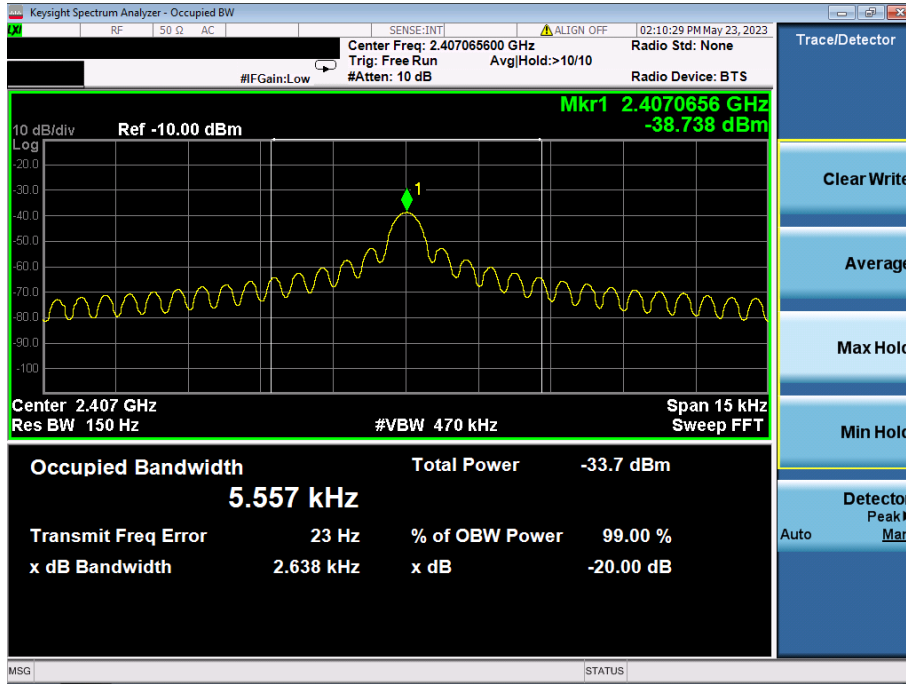 Keysight Spectrum Analyzer - Occupied BW
LXI RF 50 Ω AC SENSE:INT ALIGN OFF 02:10:29 PM May 23, 2023
Center Freq: 2.407065600 GHz Radio Std: None
Trig: Free Run Avg|Hold:>10/10
#IFGain:Low #Atten: 10 dB Radio Device: BTS
Mkr1 2.4070656 GHz
10 dB/div Ref -10.00 dBm -38.738 dBm
Log
-20.0
1
-30.0
-40.0
-50.0
-60.0
-70.0
-80.0
-90.0
-100
Center 2.407 GHz Span 15 kHz
Res BW 150 Hz #VBW 470 kHz Sweep FFT
Occupied Bandwidth Total Power -33.7 dBm
5.557 kHz
Transmit Freq Error 23 Hz % of OBW Power 99.00 %
x dB Bandwidth 2.638 kHz x dB -20.00 dB
MSG STATUS
Trace/Detector
Clear Write
Average
Max Hold
Min Hold
Detector
Peak
Auto Man